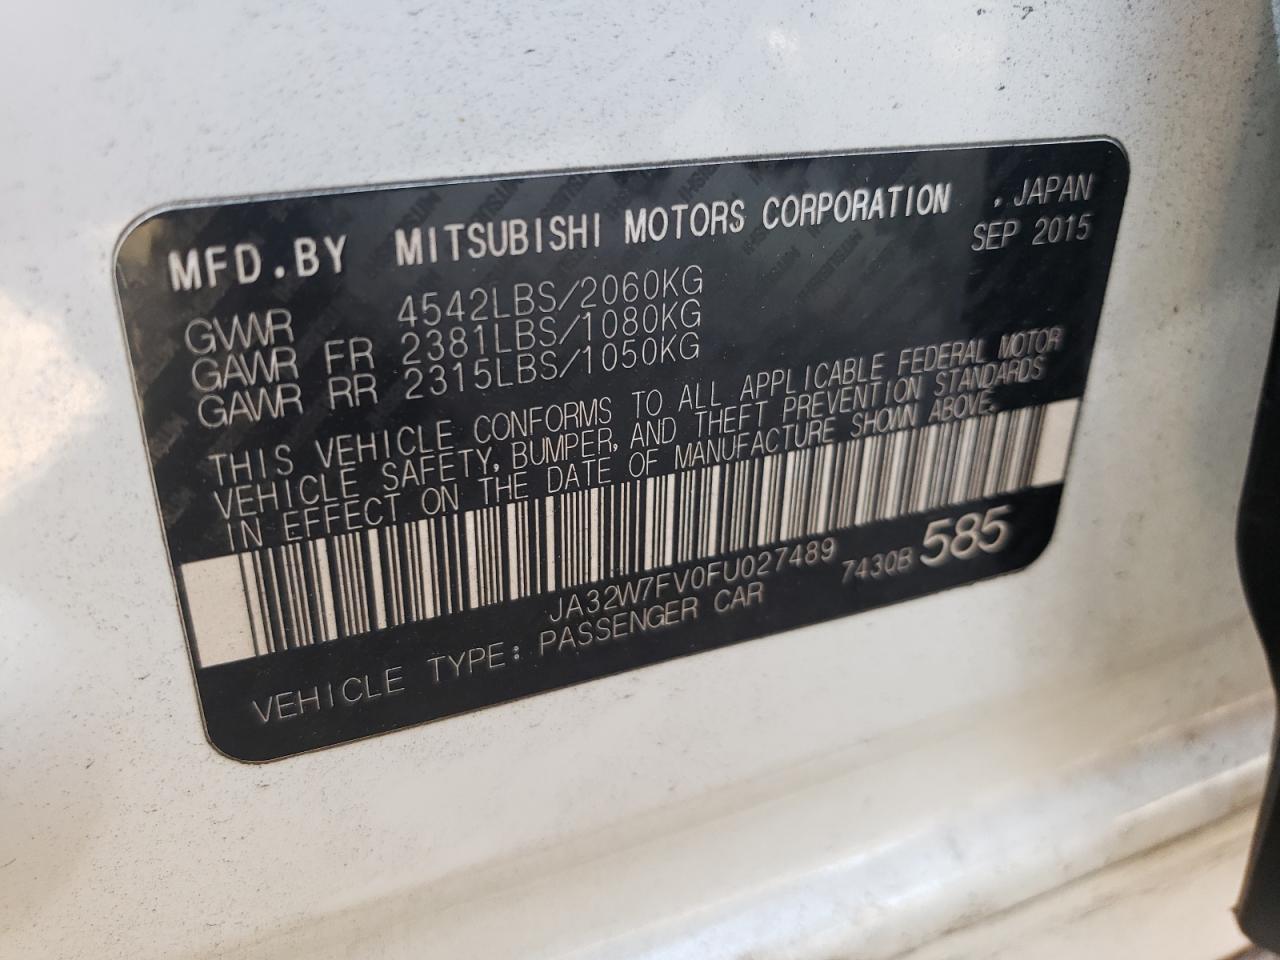 MFD.BY MITSUBISHI MOTORS CORPORATION .JAPAN
SEP 2015
GVWR 4542LBS/2060KG
GAWR FR 2381LBS/1080KG
GAWR RR 2315LBS/1050KG
THIS VEHICLE CONFORMS TO ALL APPLICABLE FEDERAL MOTOR
VEHICLE SAFETY, BUMPER, AND THEFT PREVENTION STANDARDS
IN EFFECT ON THE DATE OF MANUFACTURE SHOWN ABOVE.
JA32W7FV0FU027489 7430B 585
VEHICLE TYPE: PASSENGER CAR